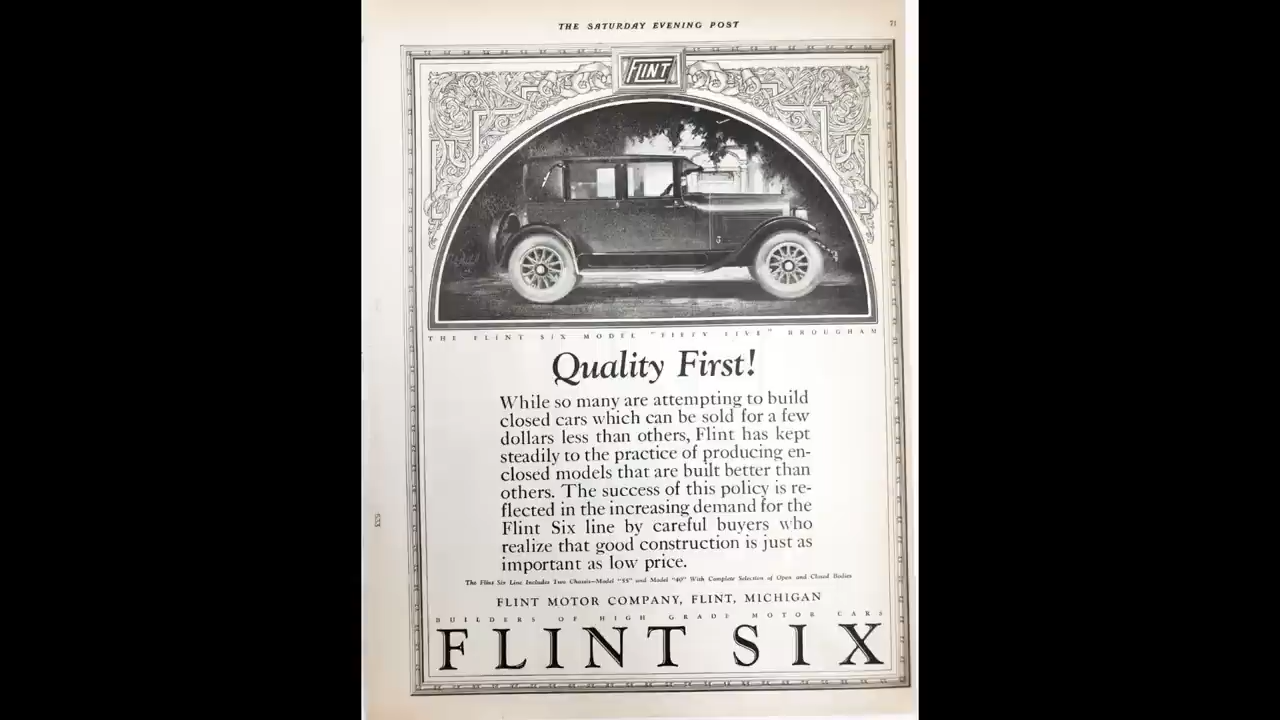 THE SATURDAY EVENING POST
71
FLINT
THE FLINT SIX MODEL "FIFTY FIVE" BROUGHAM
Quality First!
While so many are attempting to build
closed cars which can be sold for a few
dollars less than others, Flint has kept
steadily to the practice of producing en-
closed models that are built better than
others. The success of this policy is re-
flected in the increasing demand for the
Flint Six line by careful buyers who
realize that good construction is just as
important as low price.
The Flint Six Line Includes Two Chassis—Model "55" and Model "40" With Complete Selection of Open and Closed Bodies
FLINT MOTOR COMPANY, FLINT, MICHIGAN
BUILDERS OF HIGH GRADE MOTOR CARS
FLINT SIX